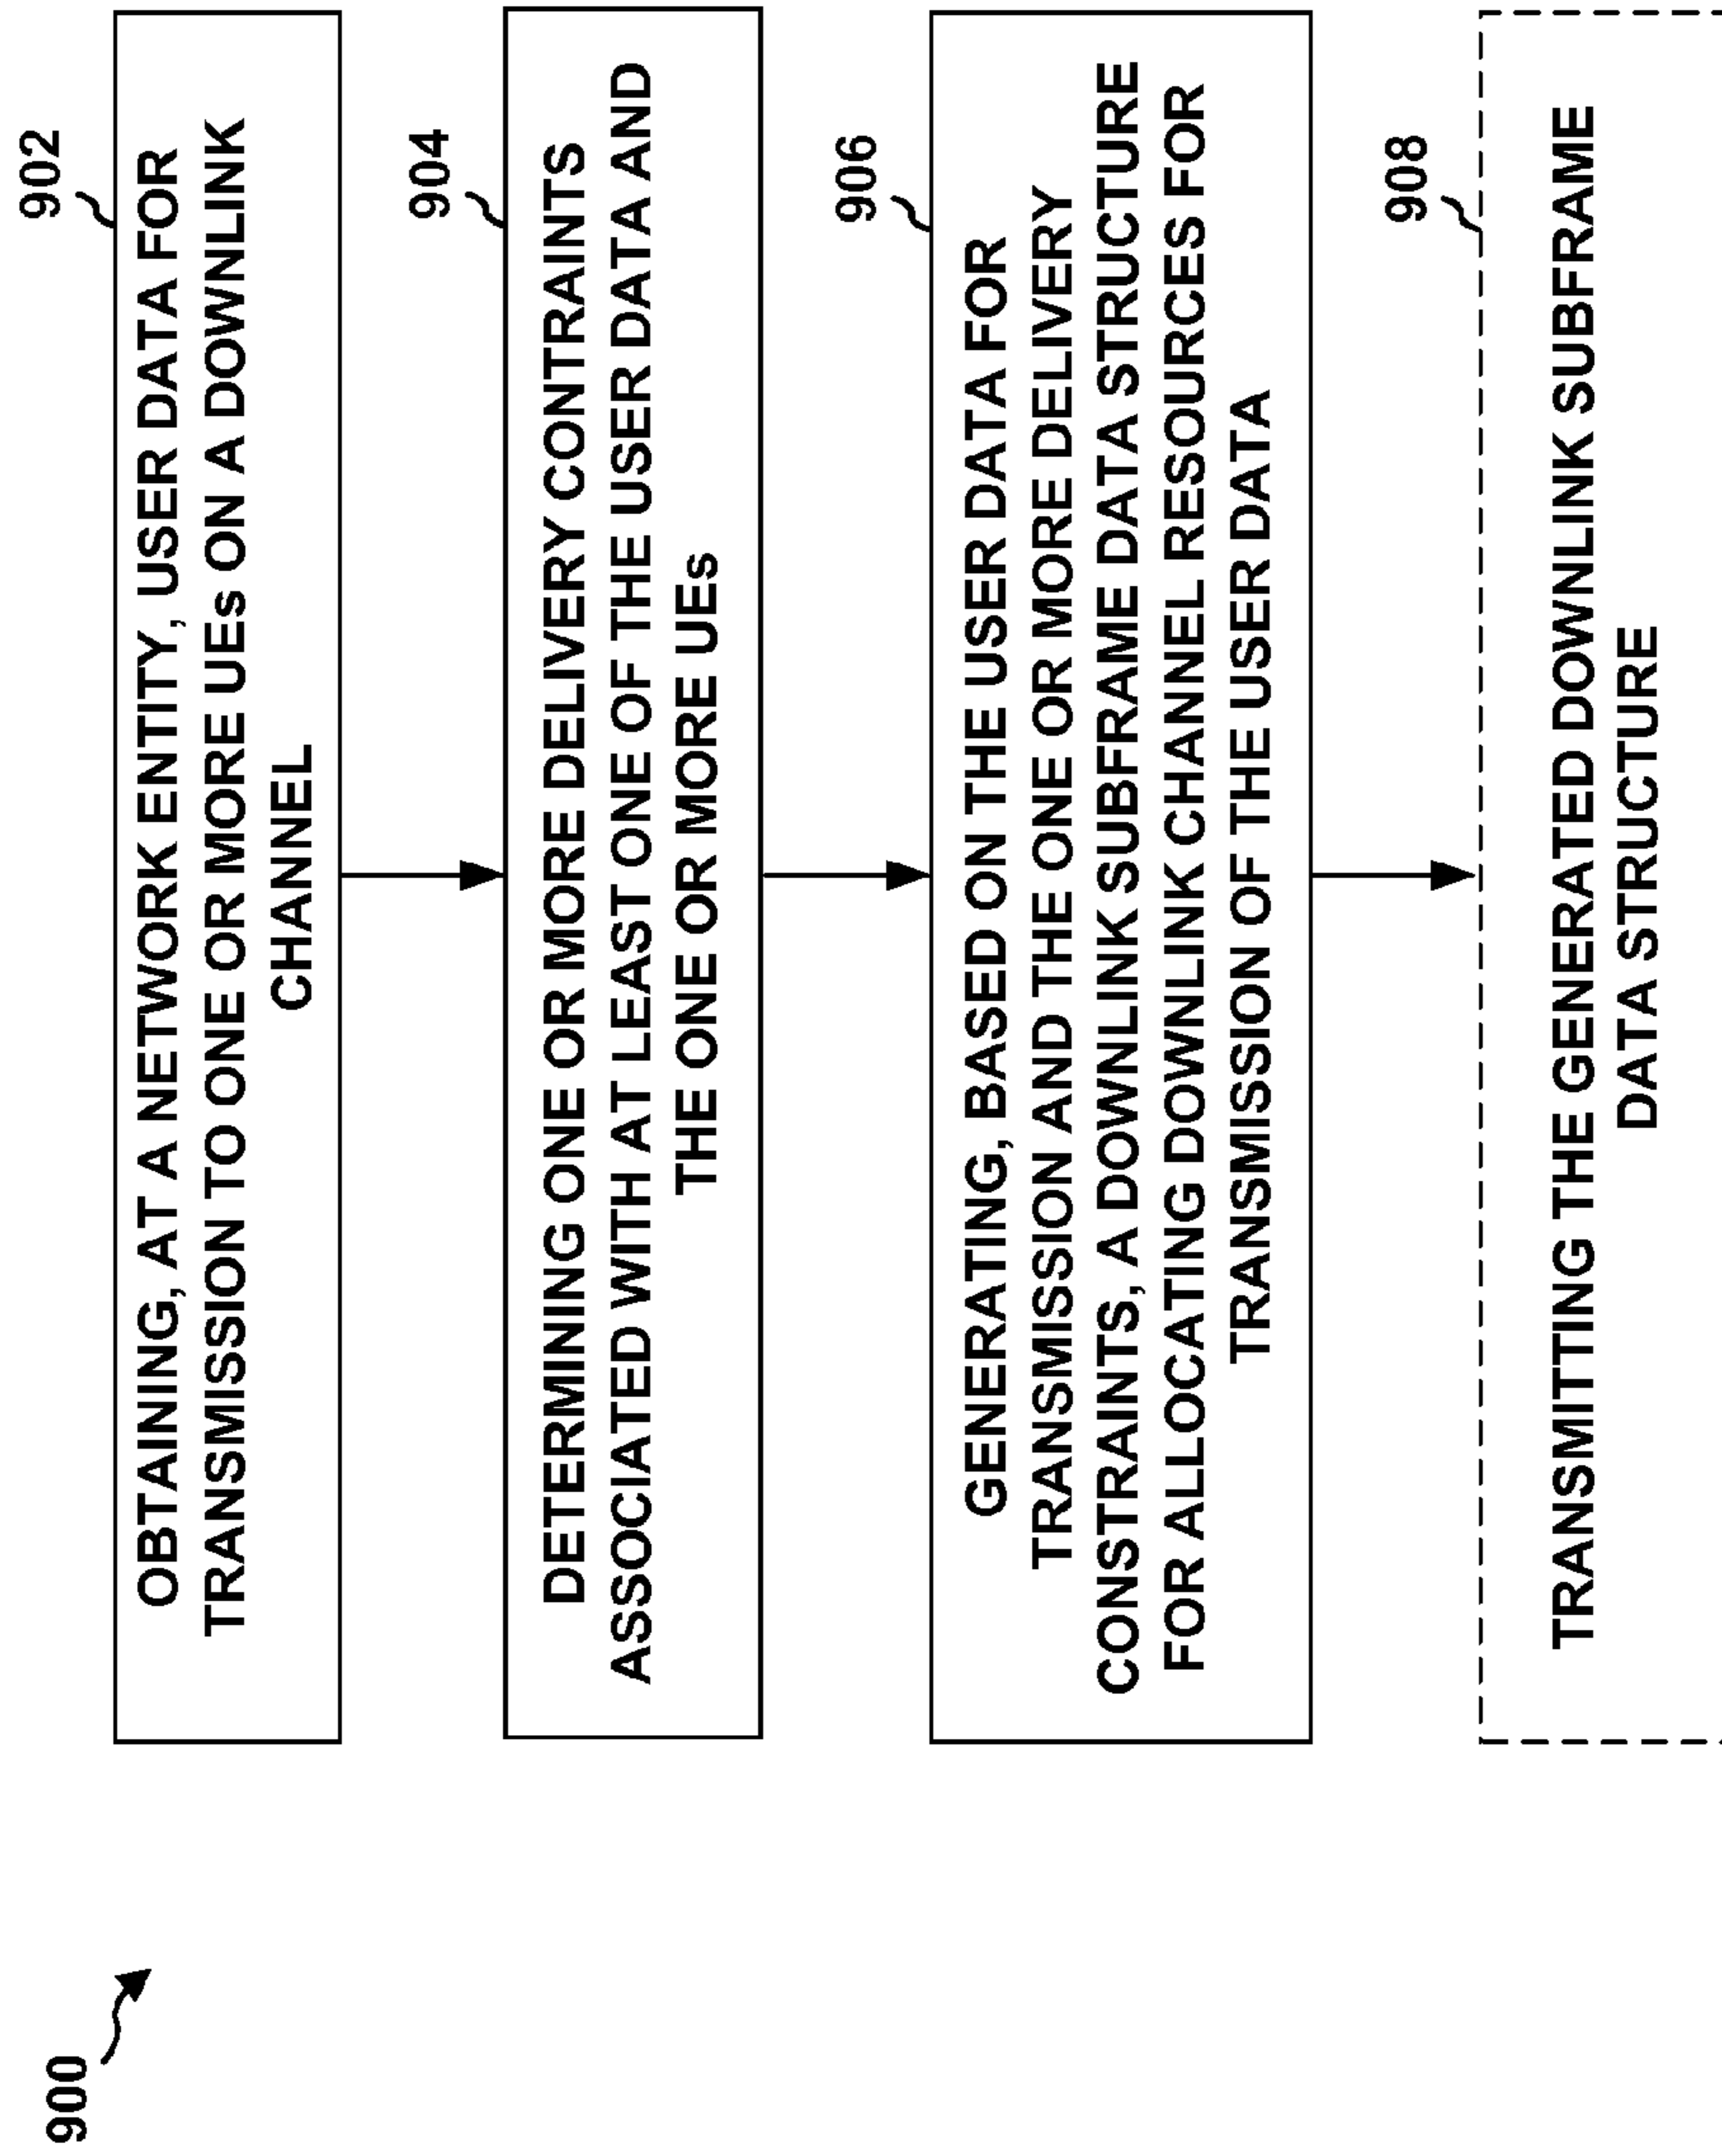 900
902
OBTAINING, AT A NETWORK ENTITY, USER DATA FOR
TRANSMISSION TO ONE OR MORE UEs ON A DOWNLINK
CHANNEL
904
DETERMINING ONE OR MORE DELIVERY CONTRAINTS
ASSOCIATED WITH AT LEAST ONE OF THE USER DATA AND
THE ONE OR MORE UEs
906
GENERATING, BASED ON THE USER DATA FOR
TRANSMISSION AND THE ONE OR MORE DELIVERY
CONSTRAINTS, A DOWNLINK SUBFRAME DATA STRUCTURE
FOR ALLOCATING DOWNLINK CHANNEL RESOURCES FOR
TRANSMISSION OF THE USER DATA
908
TRANSMITTING THE GENERATED DOWNLINK SUBFRAME
DATA STRUCTURE